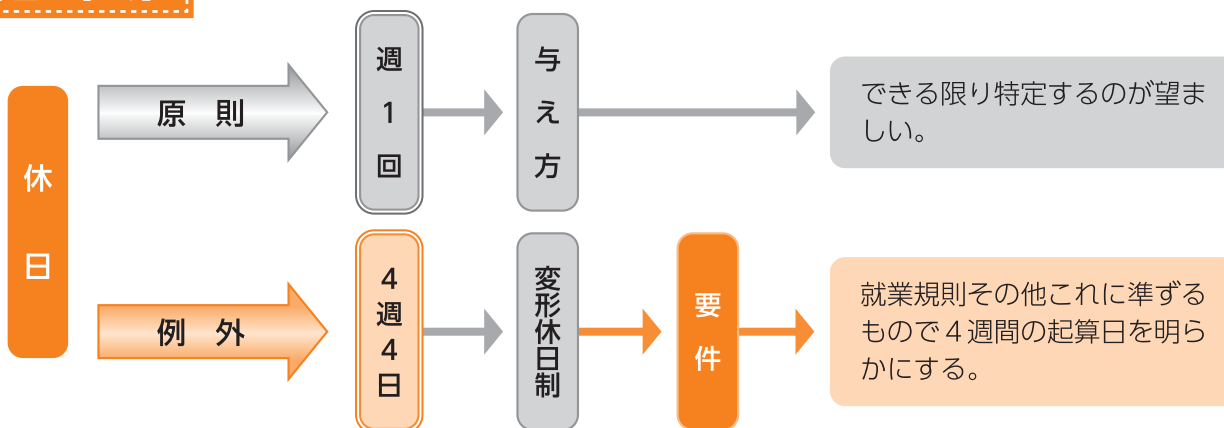 休日
原則
週1回
与え方
できる限り特定するのが望ま
しい。
例外
4週4日
変形休日制
要件
就業規則その他これに準ずる
もので4週間の起算日を明ら
かにする。